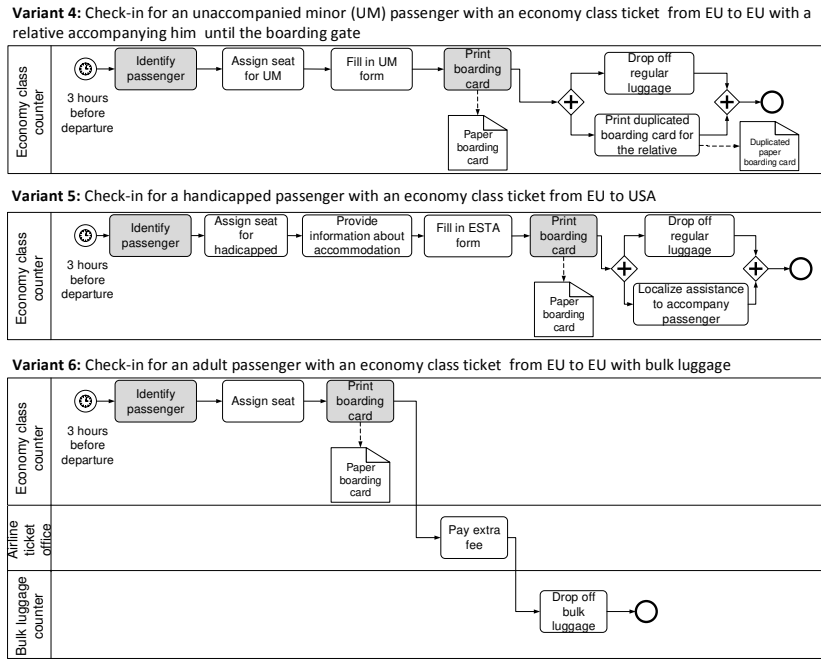 Variant 4: Check-in for an unaccompanied minor (UM) passenger with an economy class ticket from EU to EU with a
relative accompanying him until the boarding gate
Economy class
counter
3 hours
before
departure
Identify
passenger
Assign seat
for UM
Fill in UM
form
Print
boarding
card
Paper
boarding
card
Drop off
regular
luggage
Print duplicated
boarding card for
the relative
Duplicated
paper
boarding card
Variant 5: Check-in for a handicapped passenger with an economy class ticket from EU to USA
Economy class
counter
3 hours
before
departure
Identify
passenger
Assign seat
for
hadicapped
Provide
information about
accommodation
Fill in ESTA
form
Print
boarding
card
Paper
boarding
card
Drop off
regular
luggage
Localize assistance
to accompany
passenger
Variant 6: Check-in for an adult passenger with an economy class ticket from EU to EU with bulk luggage
Economy class
counter
3 hours
before
departure
Identify
passenger
Assign seat
Print
boarding
card
Paper
boarding
card
Airline
ticket
office
Pay extra
fee
Bulk luggage
counter
Drop off
bulk
luggage